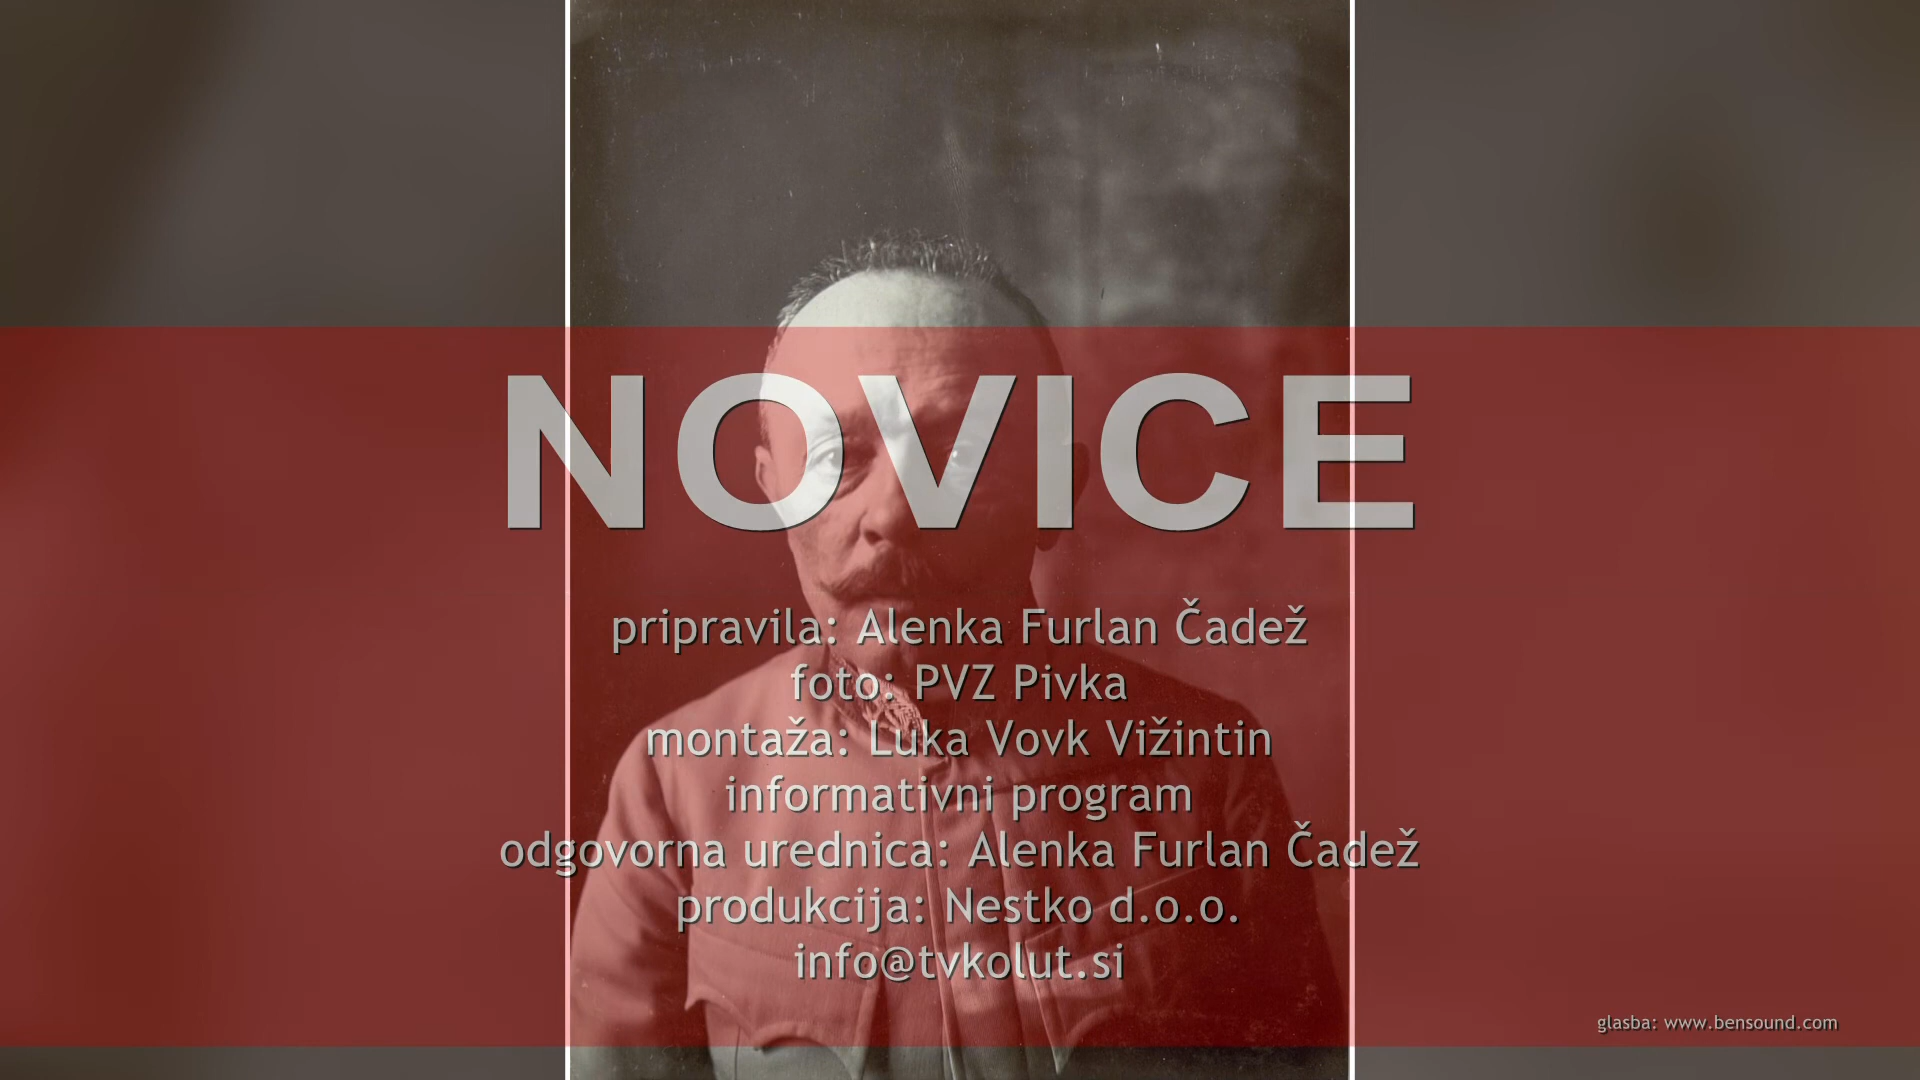 NOVICE
pripravila: Alenka Furlan Čadež
foto: PVZ Pivka
montaža: Luka Vovk Vižintin
informativni program
odgovorna urednica: Alenka Furlan Čadež
produkcija: Nestko d.o.o.
info@tvkolut.si
glasba: www.bensound.com